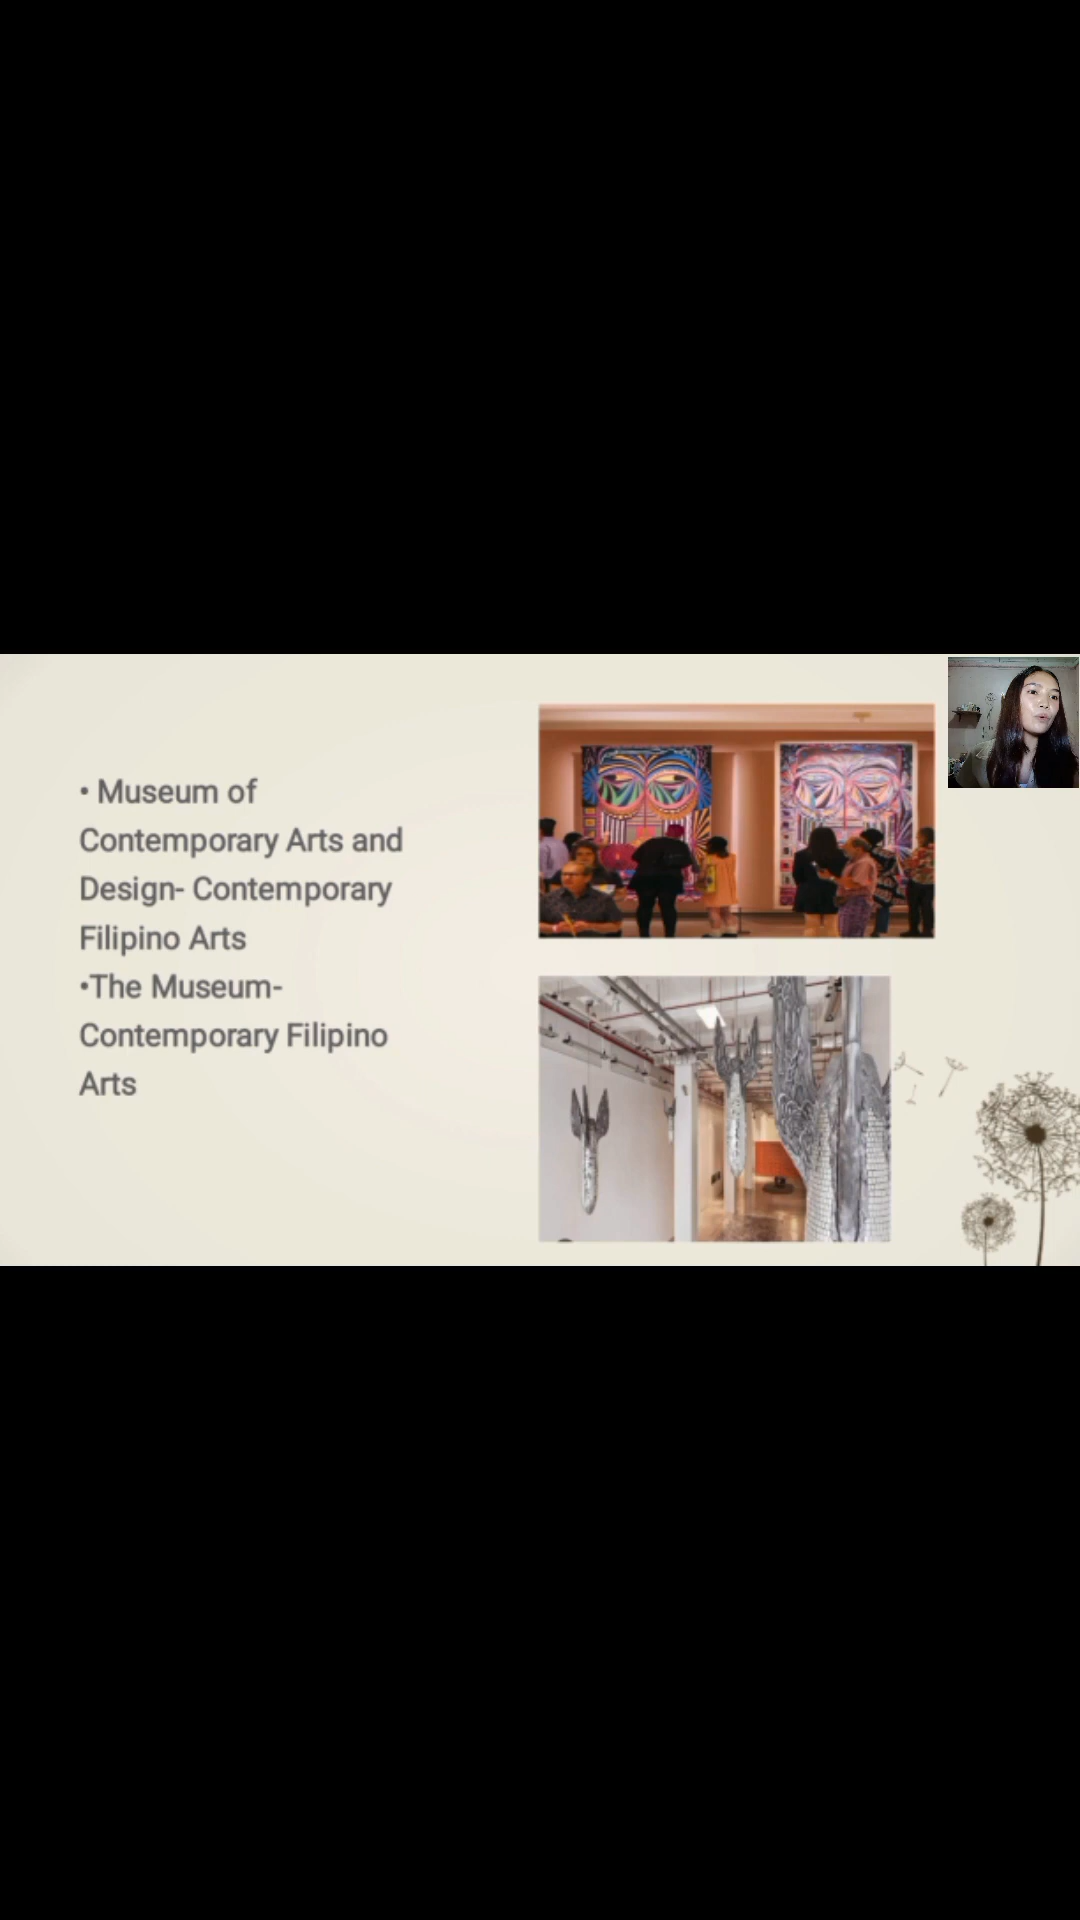 • Museum of
Contemporary Arts and
Design- Contemporary
Filipino Arts
•The Museum-
Contemporary Filipino
Arts